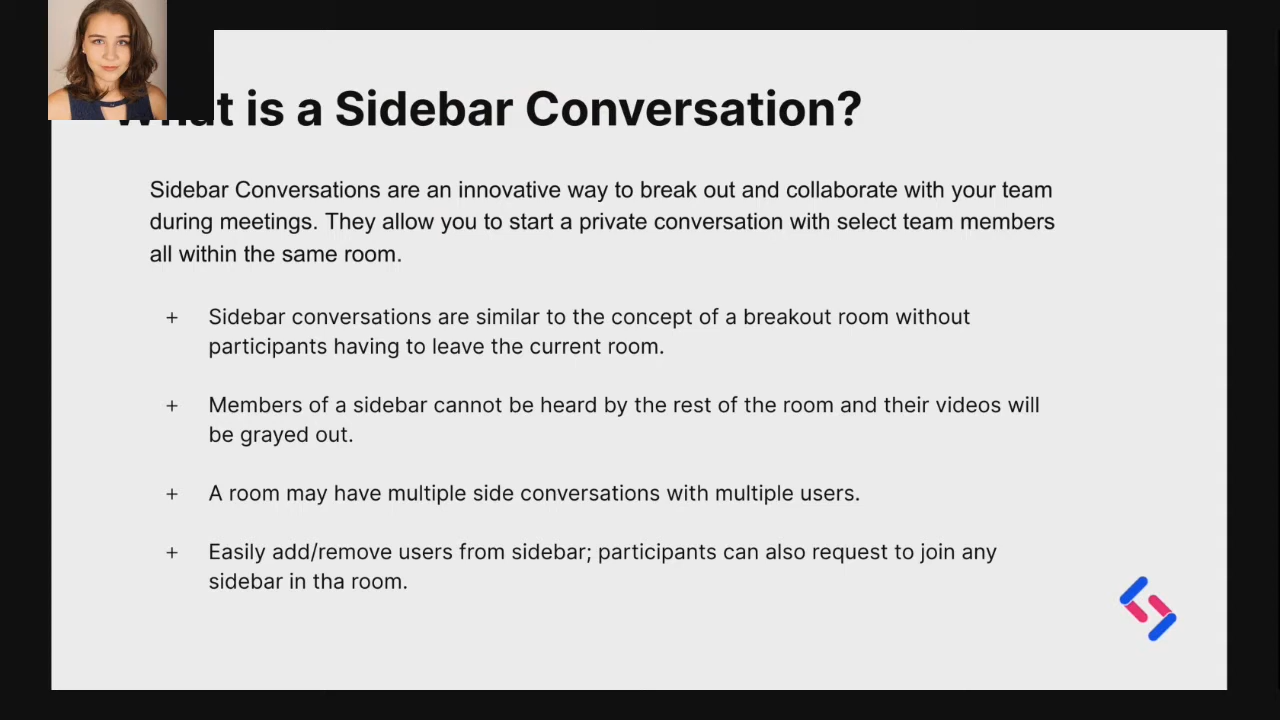 What is a Sidebar Conversation?
Sidebar Conversations are an innovative way to break out and collaborate with your team
during meetings. They allow you to start a private conversation with select team members
all within the same room.
+ Sidebar conversations are similar to the concept of a breakout room without
participants having to leave the current room.
+ Members of a sidebar cannot be heard by the rest of the room and their videos will
be grayed out.
+ A room may have multiple side conversations with multiple users.
+ Easily add/remove users from sidebar; participants can also request to join any
sidebar in tha room.